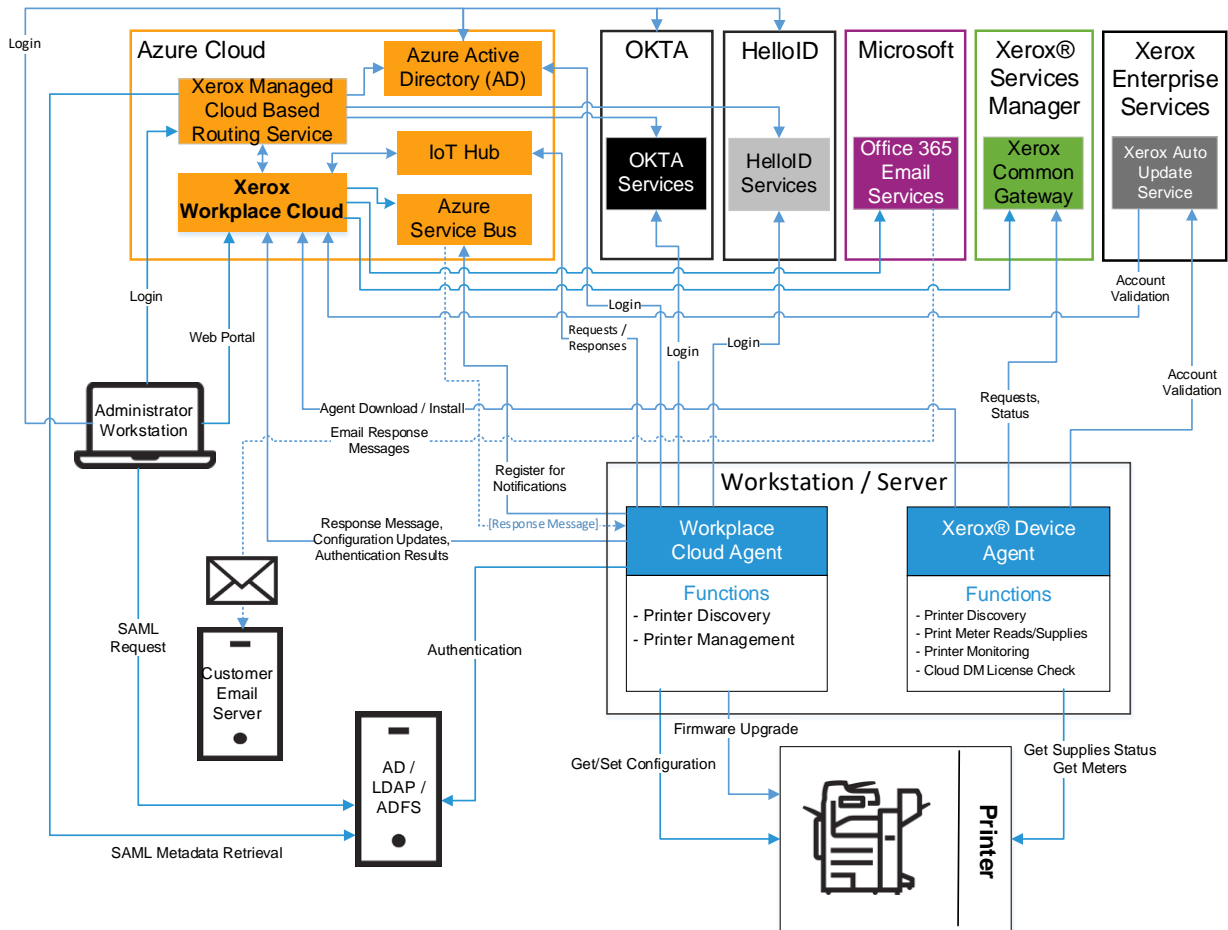 Login
Azure Cloud
Azure Active
Directory (AD)
Xerox Managed
Cloud Based
Routing Service
IoT Hub
Xerox
Workplace Cloud
Azure
Service Bus
OKTA
OKTA
Services
HelloID
HelloID
Services
Microsoft
Office 365
Email Services
Xerox®
Services
Manager
Xerox
Common
Gateway
Xerox
Enterprise
Services
Xerox Auto
Update
Service
Login
Web Portal
Login
Requests /
Responses
Login
Login
Account
Validation
Account
Validation
Requests,
Status
Administrator
Workstation
Agent Download / Install
Email Response
Messages
Register for
Notifications
[Response Message]
Response Message,
Configuration Updates,
Authentication Results
Workstation / Server
Workplace
Cloud Agent
Functions
- Printer Discovery
- Printer Management
Xerox® Device
Agent
Functions
- Printer Discovery
- Print Meter Reads/Supplies
- Printer Monitoring
- Cloud DM License Check
SAML
Request
Customer
Email
Server
Authentication
AD /
LDAP /
ADFS
SAML Metadata Retrieval
Firmware Upgrade
Get/Set Configuration
Get Supplies Status
Get Meters
Printer